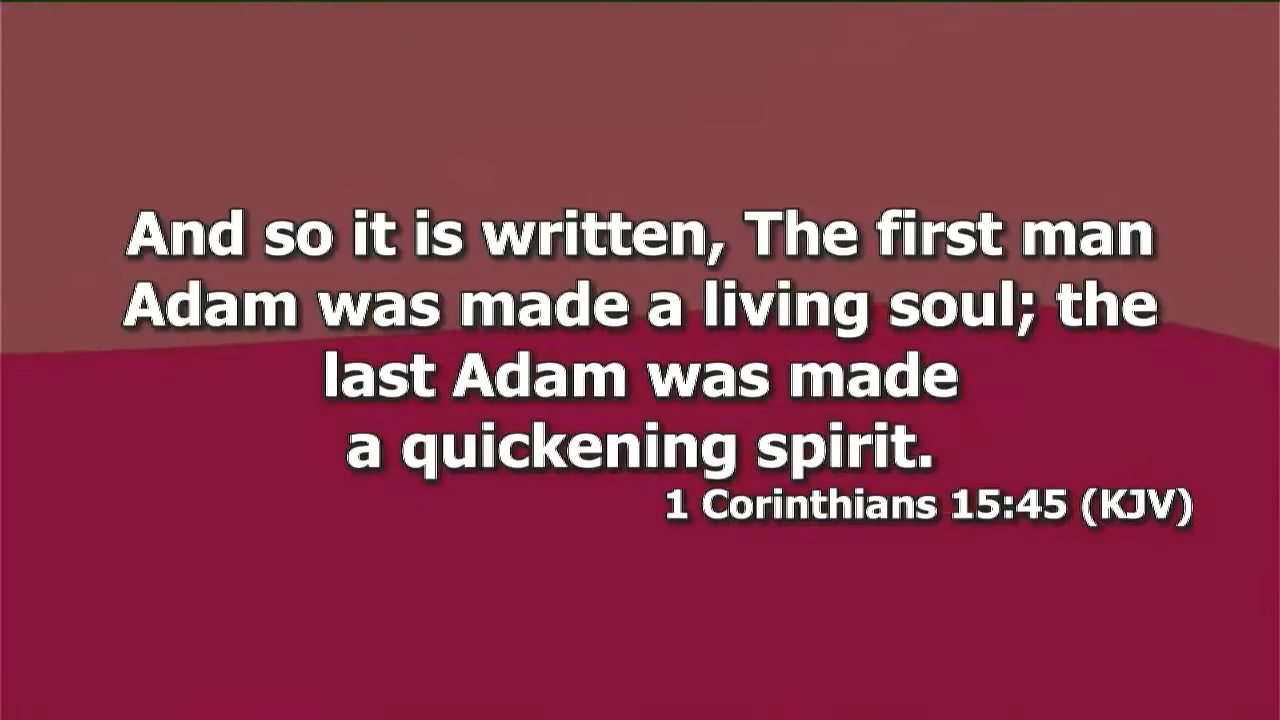 And so it is written, The first man
Adam was made a living soul; the
last Adam was made
a quickening spirit.
1 Corinthians 15:45 (KJV)